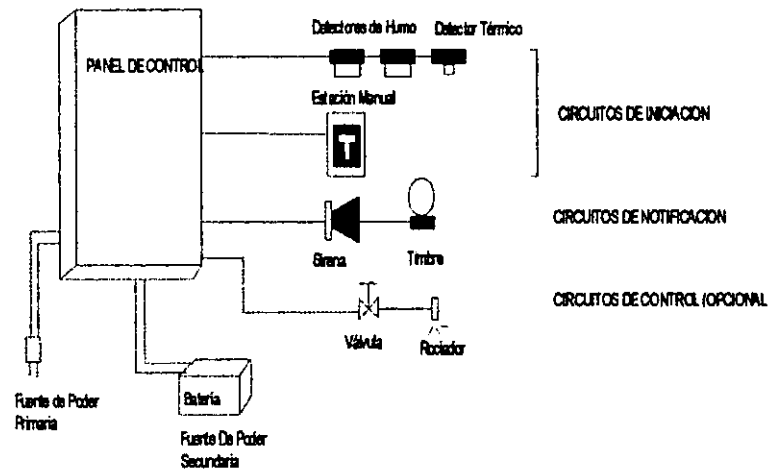 Detectores de Humo
Detector Térmico
PANEL DE CONTROL
Estación Manual
CIRCUITOS DE INICIACION
Sirena
Timbre
CIRCUITOS DE NOTIFICACION
Válvula
Rociador
CIRCUITOS DE CONTROL (OPCIONAL
Fuente de Poder
Primaria
Batería
Fuerte De Poder
Secundaria